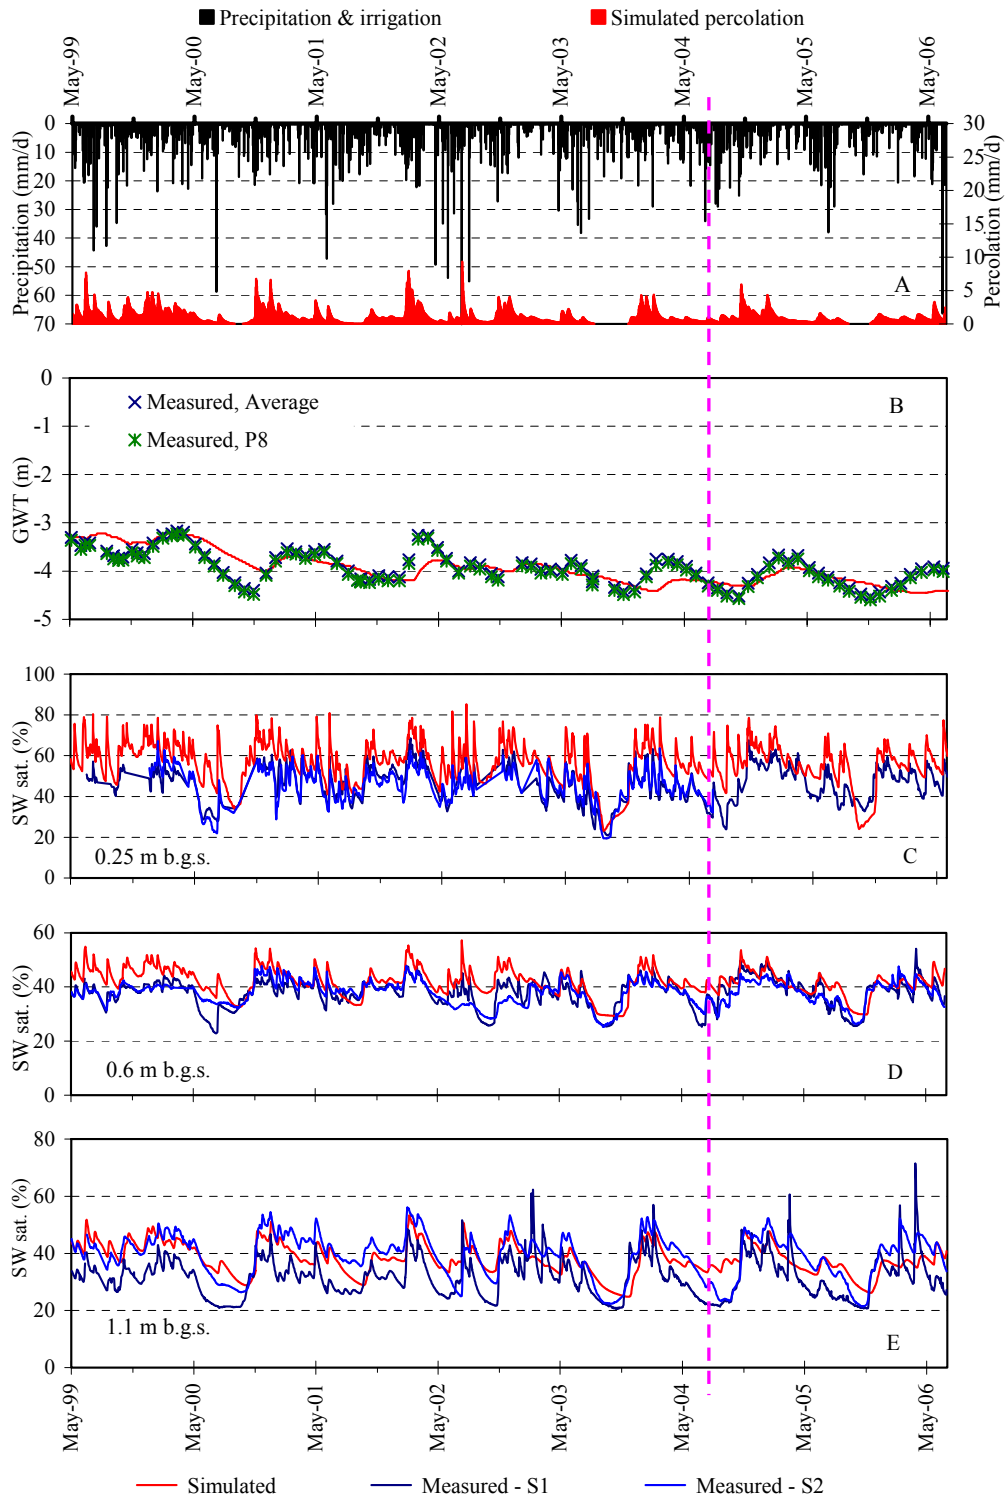 Precipitation & irrigation
Simulated percolation
May-99
May-00
May-01
May-02
May-03
May-04
May-05
May-06
Precipitation (mm/d)
0
10
20
30
40
50
60
70
30
25
20
15
10
5
0
Percolation (mm/d)
A
GWT (m)
0
-1
-2
-3
-4
-5
Measured, Average
Measured, P8
B
SW sat. (%)
100
80
60
40
20
0
0.25 m b.g.s.
C
SW sat. (%)
60
40
20
0
0.6 m b.g.s.
D
SW sat. (%)
80
60
40
20
0
1.1 m b.g.s.
E
May-99
May-00
May-01
May-02
May-03
May-04
May-05
May-06
Simulated
Measured - S1
Measured - S2